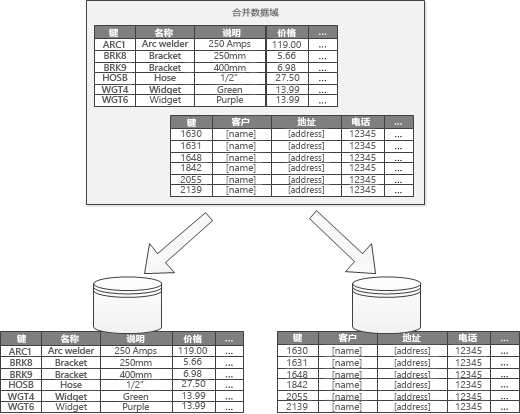 合并数据域
键 名称 说明 价格 ...
ARC1 Arc welder 250 Amps 119.00 ...
BRK8 Bracket 250mm 5.66 ...
BRK9 Bracket 400mm 6.98 ...
HOSB Hose 1/2" 27.50 ...
WGT4 Widget Green 13.99 ...
WGT6 Widget Purple 13.99 ...
键 客户 地址 电话 ...
1630 [name] [address] 12345 ...
1631 [name] [address] 12345 ...
1648 [name] [address] 12345 ...
1842 [name] [address] 12345 ...
2055 [name] [address] 12345 ...
2139 [name] [address] 12345 ...
键 名称 说明 价格 ...
ARC1 Arc welder 250 Amps 119.00 ...
BRK8 Bracket 250mm 5.66 ...
BRK9 Bracket 400mm 6.98 ...
HOSB Hose 1/2" 27.50 ...
WGT4 Widget Green 13.99 ...
WGT6 Widget Purple 13.99 ...
键 客户 地址 电话 ...
1630 [name] [address] 12345 ...
1631 [name] [address] 12345 ...
1648 [name] [address] 12345 ...
1842 [name] [address] 12345 ...
2055 [name] [address] 12345 ...
2139 [name] [address] 12345 ...